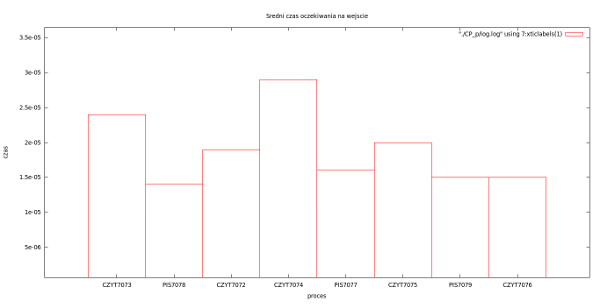 Sredni czas oczekiwania na wejscie
"./CP_p/log.log" using 7:xticlabels(1)
3.5e-05
3e-05
2.5e-05
2e-05
1.5e-05
1e-05
5e-06
czas
CZYT7073 PIS7078 CZYT7072 CZYT7074 PIS7077 CZYT7075 PIS7079 CZYT7076
proces